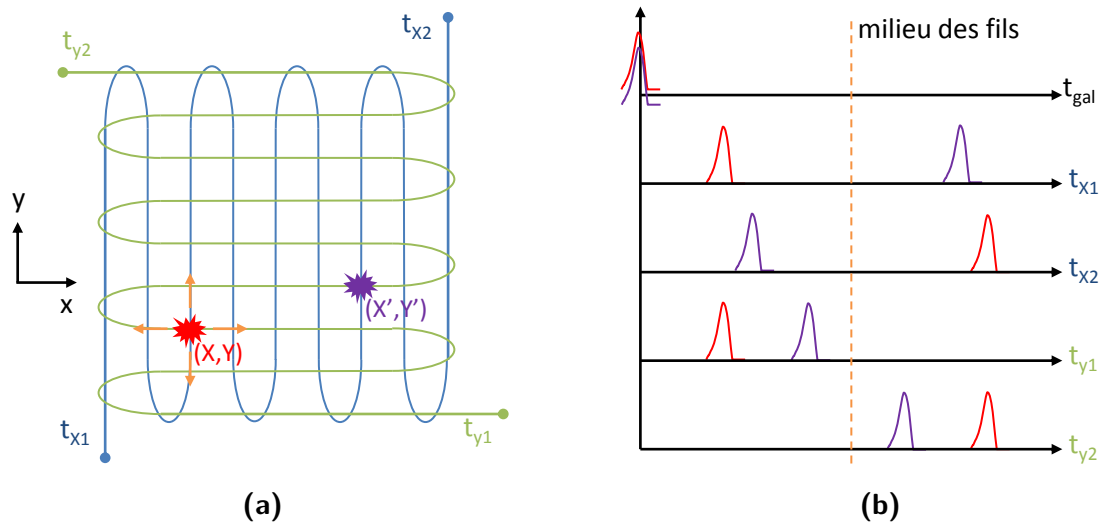 t_X2
t_y2
y
x
(X,Y)
(X',Y')
t_X1
t_y1
(a)
milieu des fils
t_gal
t_X1
t_X2
t_y1
t_y2
(b)